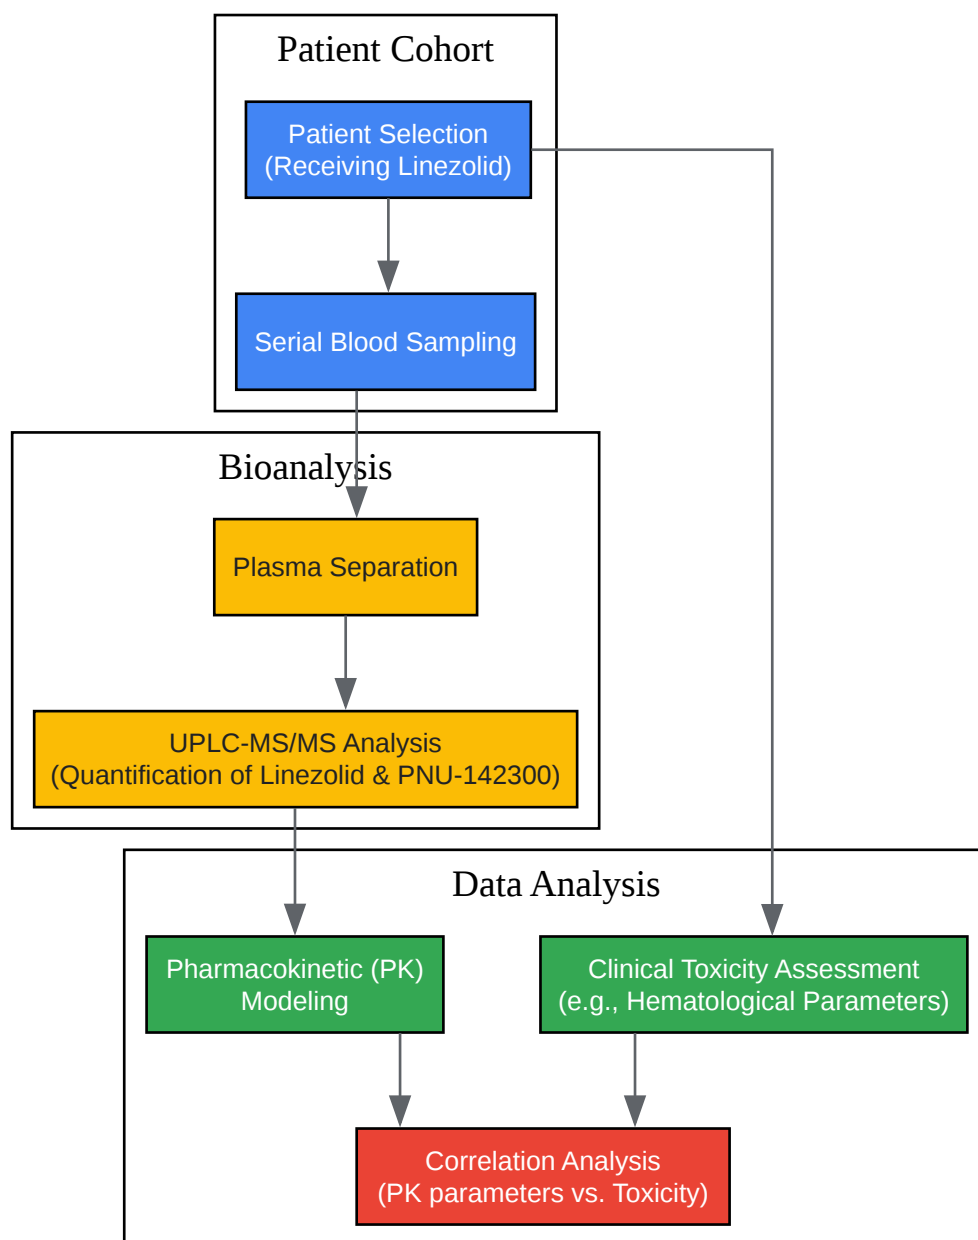 Patient Cohort
Patient Selection
(Receiving Linezolid)
Serial Blood Sampling
Bioanalysis
Plasma Separation
UPLC-MS/MS Analysis
(Quantification of Linezolid & PNU-142300)
Data Analysis
Pharmacokinetic (PK)
Modeling
Clinical Toxicity Assessment
(e.g., Hematological Parameters)
Correlation Analysis
(PK parameters vs. Toxicity)